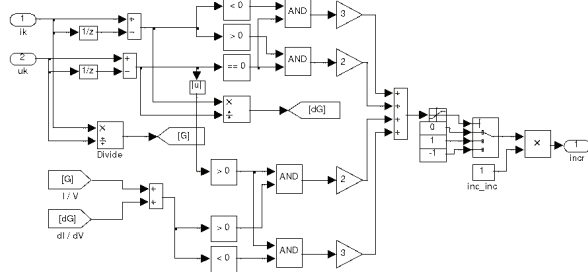 1
ik
1/z
+
−
2
uk
1/z
+
−
< 0
> 0
== 0
|u|
AND
AND
3
2
×
÷
[dG]
×
÷
Divide
[G]
[G]
I / V
[dG]
dI / dV
+
+
> 0
> 0
< 0
AND
AND
2
3
+
+
+
+
0
1
-1
1
inc_inc
×
1
incr